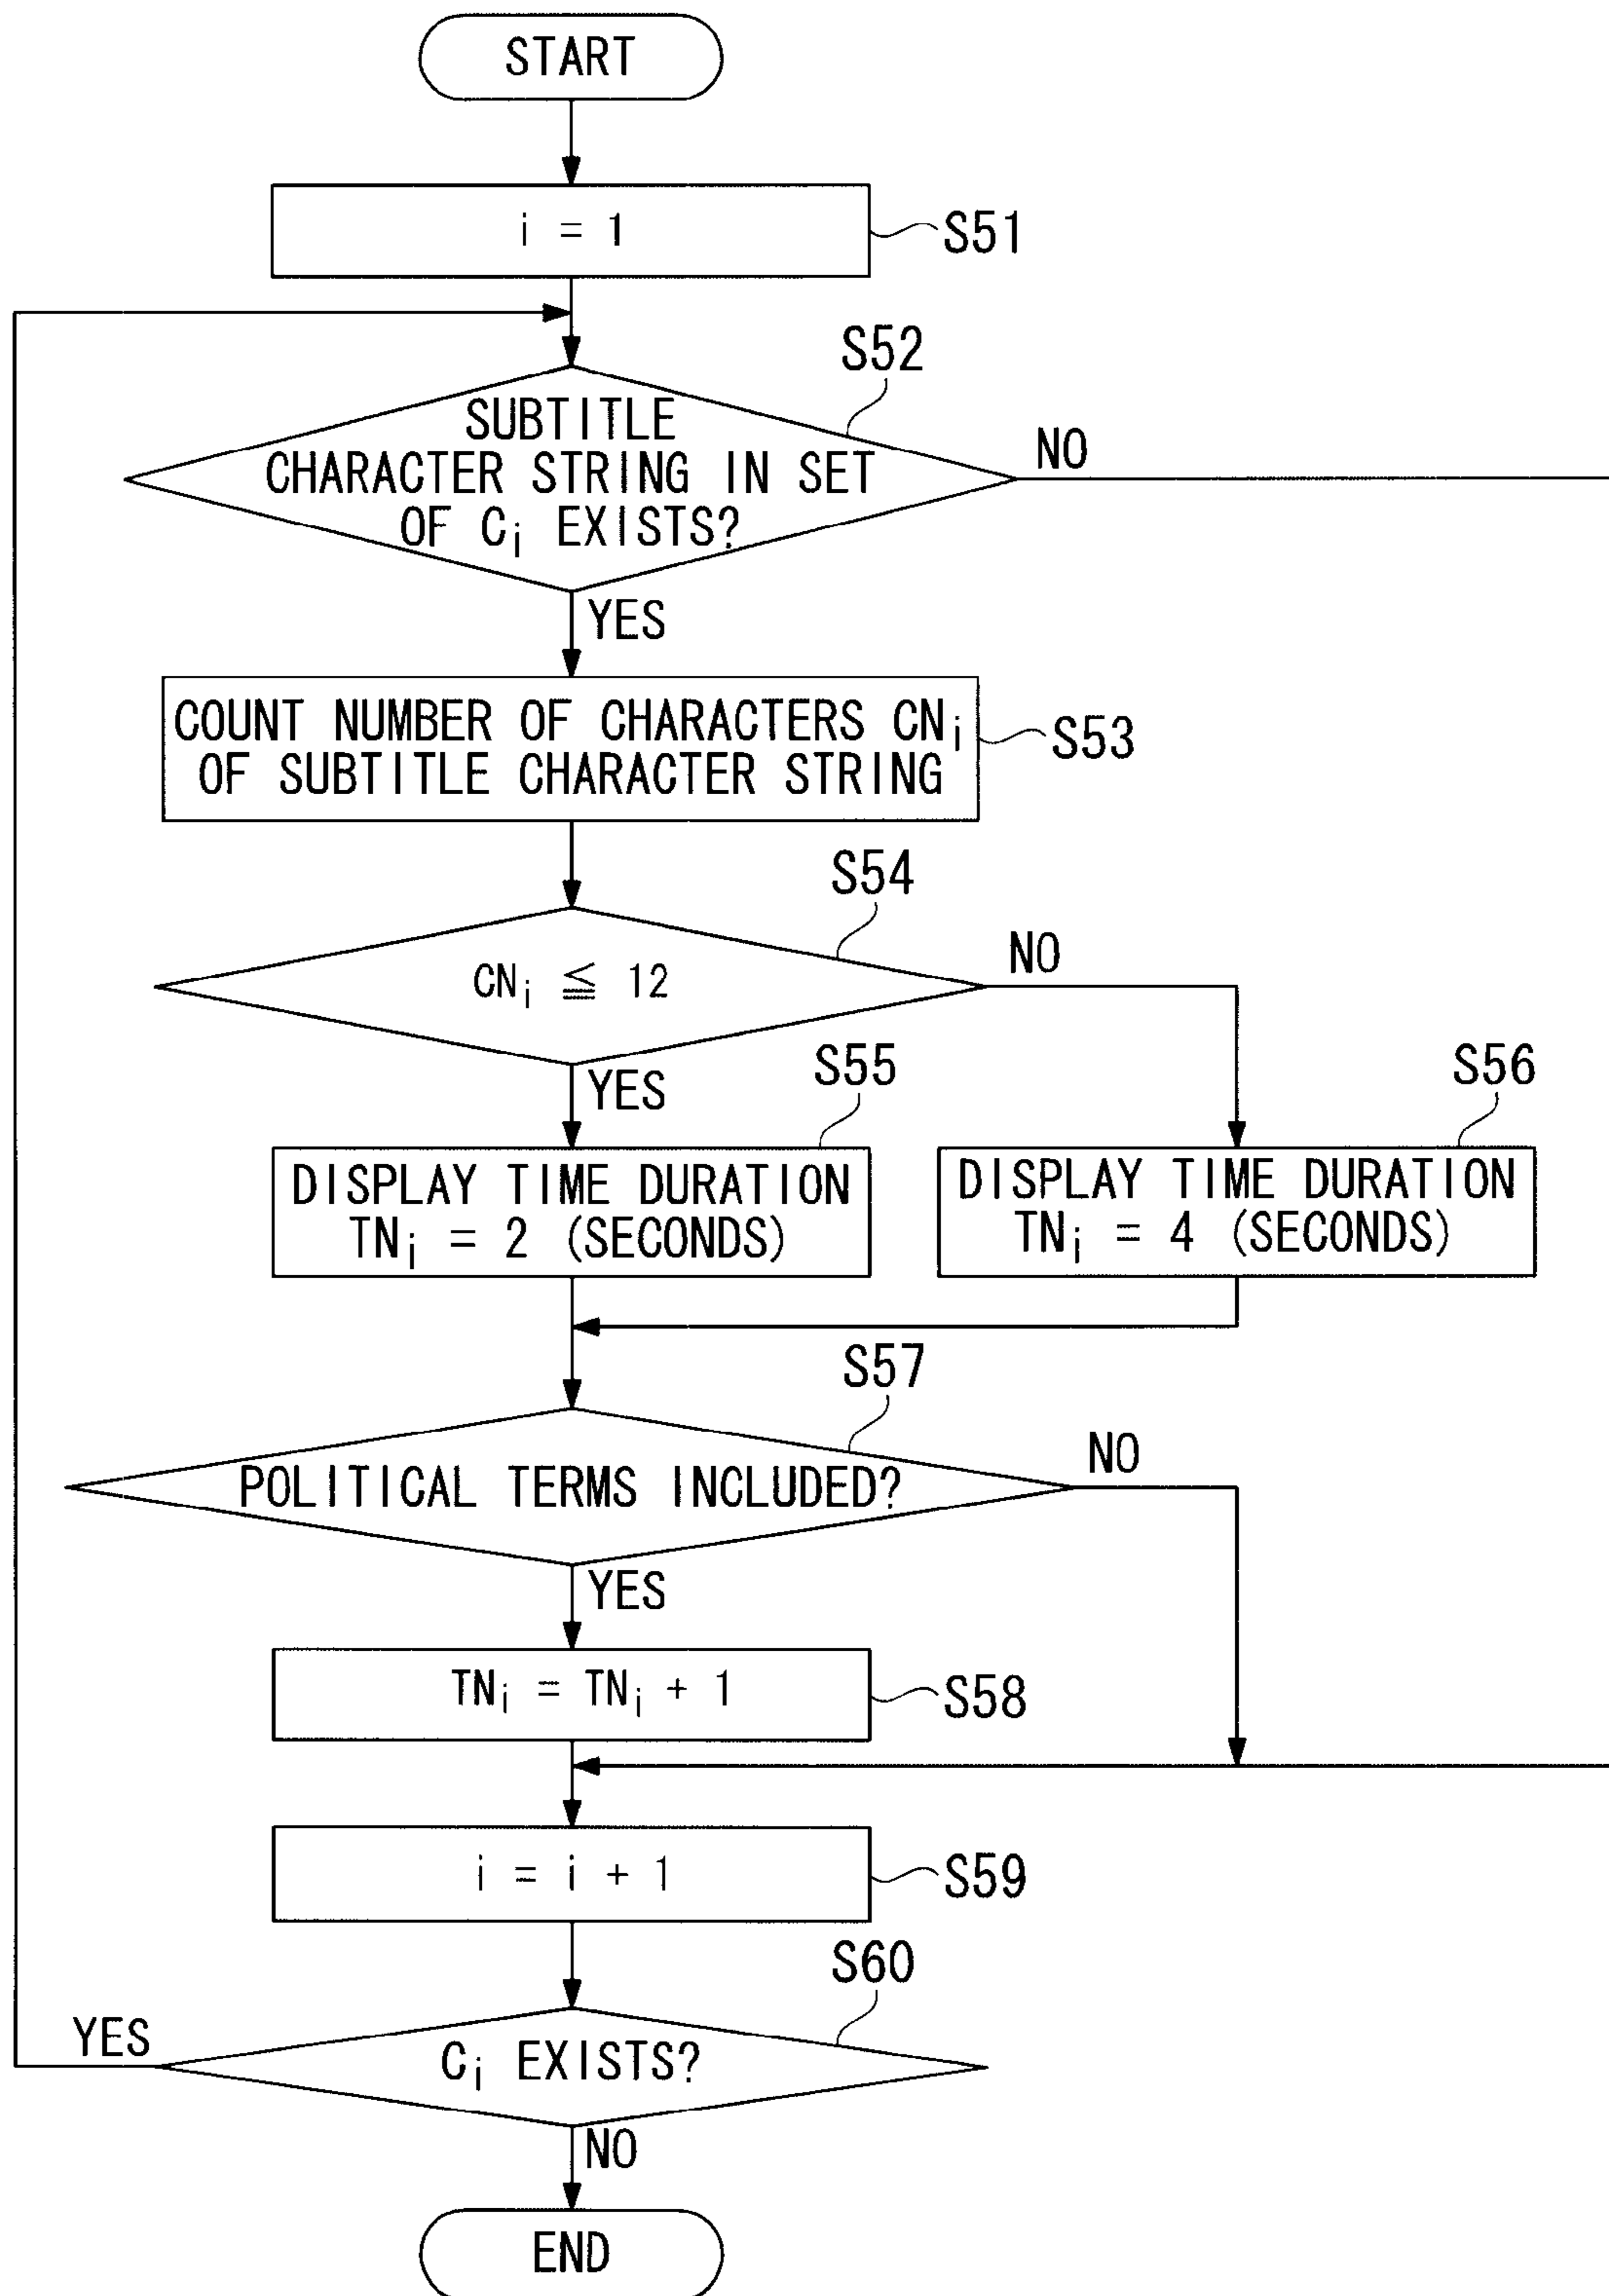 START
i = 1
S51
S52
SUBTITLE
CHARACTER STRING IN SET
OF Ci EXISTS?
NO
YES
COUNT NUMBER OF CHARACTERS CNi
OF SUBTITLE CHARACTER STRING
S53
S54
CNi ≦ 12
NO
YES
S55
S56
DISPLAY TIME DURATION
TNi = 2 (SECONDS)
DISPLAY TIME DURATION
TNi = 4 (SECONDS)
S57
POLITICAL TERMS INCLUDED?
NO
YES
TNi = TNi + 1
S58
i = i + 1
S59
S60
YES
Ci EXISTS?
NO
END